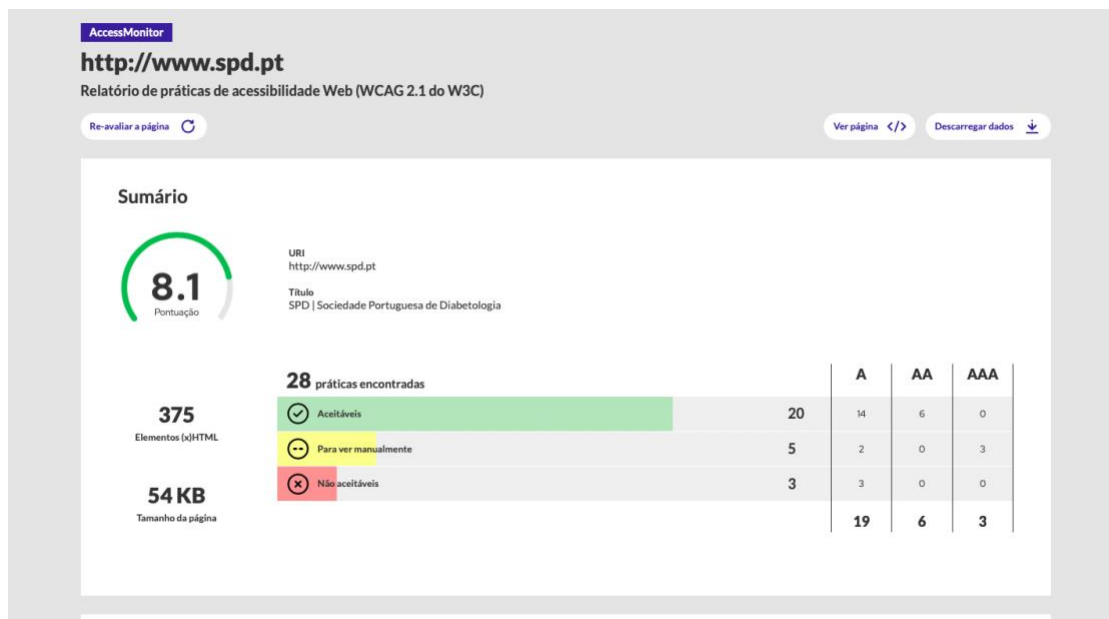 AccessMonitor
http://www.spd.pt
Relatório de práticas de acessibilidade Web (WCAG 2.1 do W3C)
Re-avaliar a página
Ver página </>
Descarregar dados
Sumário
8.1
Pontuação
URI
http://www.spd.pt
Título
SPD | Sociedade Portuguesa de Diabetologia
375
Elementos (x)HTML
54 KB
Tamanho da página
28 práticas encontradas A AA AAA
Aceitáveis 20 14 6 0
Para ver manualmente 5 2 0 3
Não aceitáveis 3 3 0 0
19 6 3